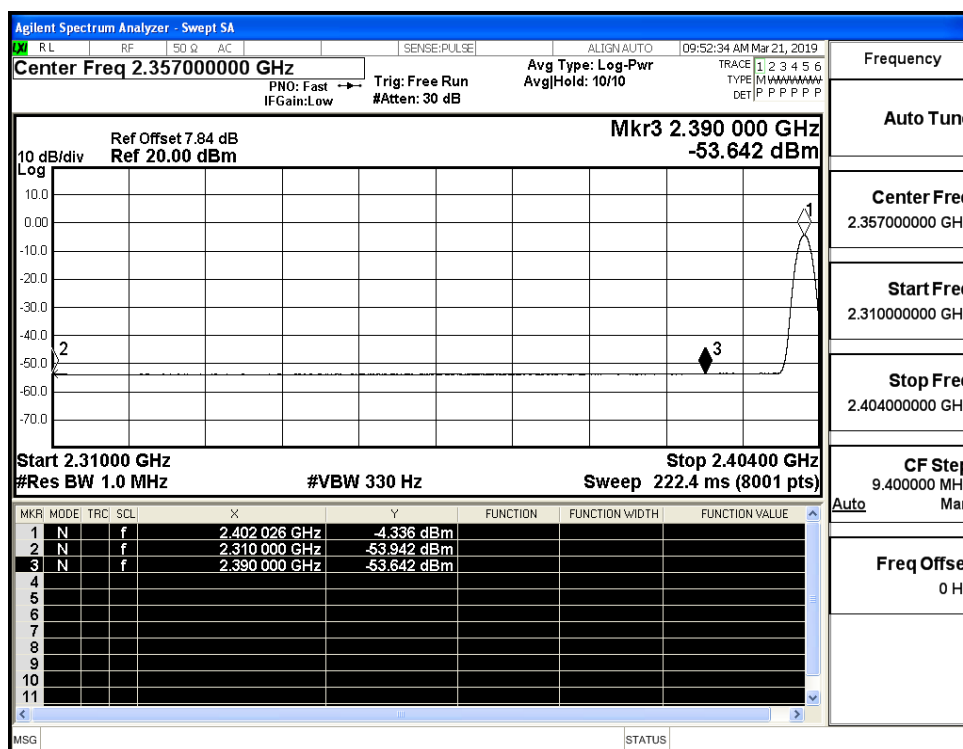 Agilent Spectrum Analyzer - Swept SA
LXI RL RF 50 Ω AC SENSE:PULSE ALIGN AUTO 09:52:34 AM Mar 21, 2019
Center Freq 2.357000000 GHz
PNO: Fast
IFGain:Low
Trig: Free Run
#Atten: 30 dB
Avg Type: Log-Pwr
Avg|Hold: 10/10
TRACE 1 2 3 4 5 6
TYPE M WWWWW
DET P P P P P P
Ref Offset 7.84 dB
Ref 20.00 dBm
Mkr3 2.390 000 GHz
-53.642 dBm
10 dB/div
Log
10.0
0.00
-10.0
-20.0
-30.0
-40.0
-50.0
-60.0
-70.0
1
2
3
Start 2.31000 GHz Stop 2.40400 GHz
#Res BW 1.0 MHz #VBW 330 Hz Sweep 222.4 ms (8001 pts)
MKR MODE TRC SCL X Y FUNCTION FUNCTION WIDTH FUNCTION VALUE
1 N f 2.402 026 GHz -4.336 dBm
2 N f 2.310 000 GHz -53.942 dBm
3 N f 2.390 000 GHz -53.642 dBm
4
5
6
7
8
9
10
11
MSG STATUS
Frequency
Auto Tun
Center Fre
2.357000000 GH
Start Fre
2.310000000 GH
Stop Fre
2.404000000 GH
CF Step
9.400000 MH
Auto Ma
Freq Offse
0 H